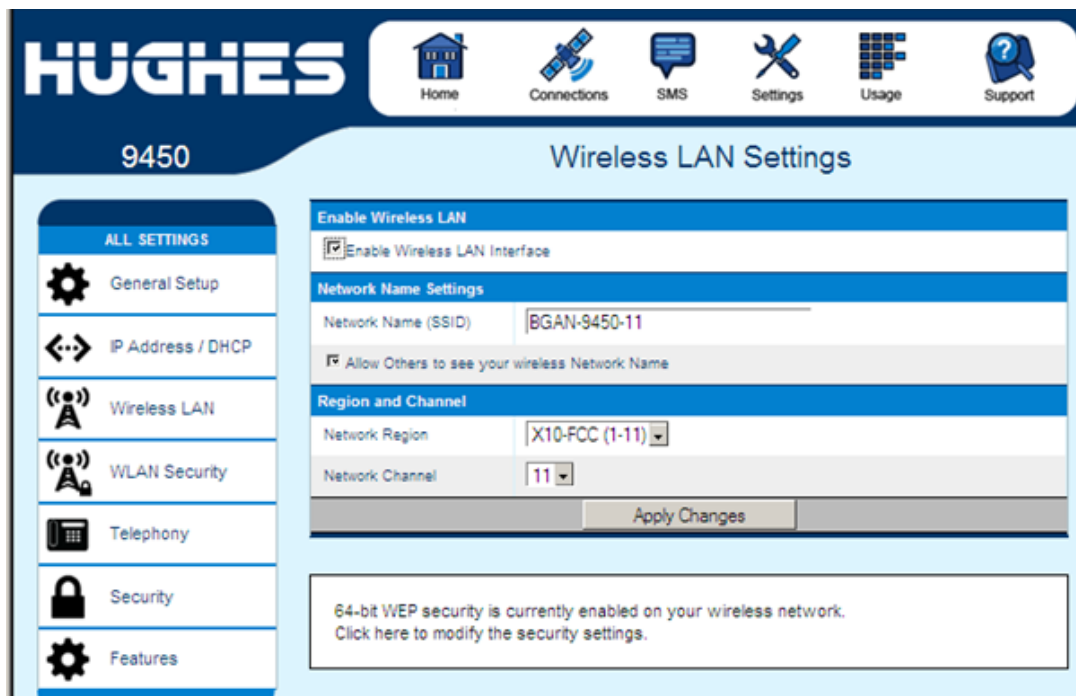 HUGHES
Home
Connections
SMS
Settings
Usage
Support
9450
Wireless LAN Settings
ALL SETTINGS
General Setup
IP Address / DHCP
Wireless LAN
WLAN Security
Telephony
Security
Features
Enable Wireless LAN
Enable Wireless LAN Interface
Network Name Settings
Network Name (SSID) BGAN-9450-11
Allow Others to see your wireless Network Name
Region and Channel
Network Region X10-FCC (1-11)
Network Channel 11
Apply Changes
64-bit WEP security is currently enabled on your wireless network.
Click here to modify the security settings.